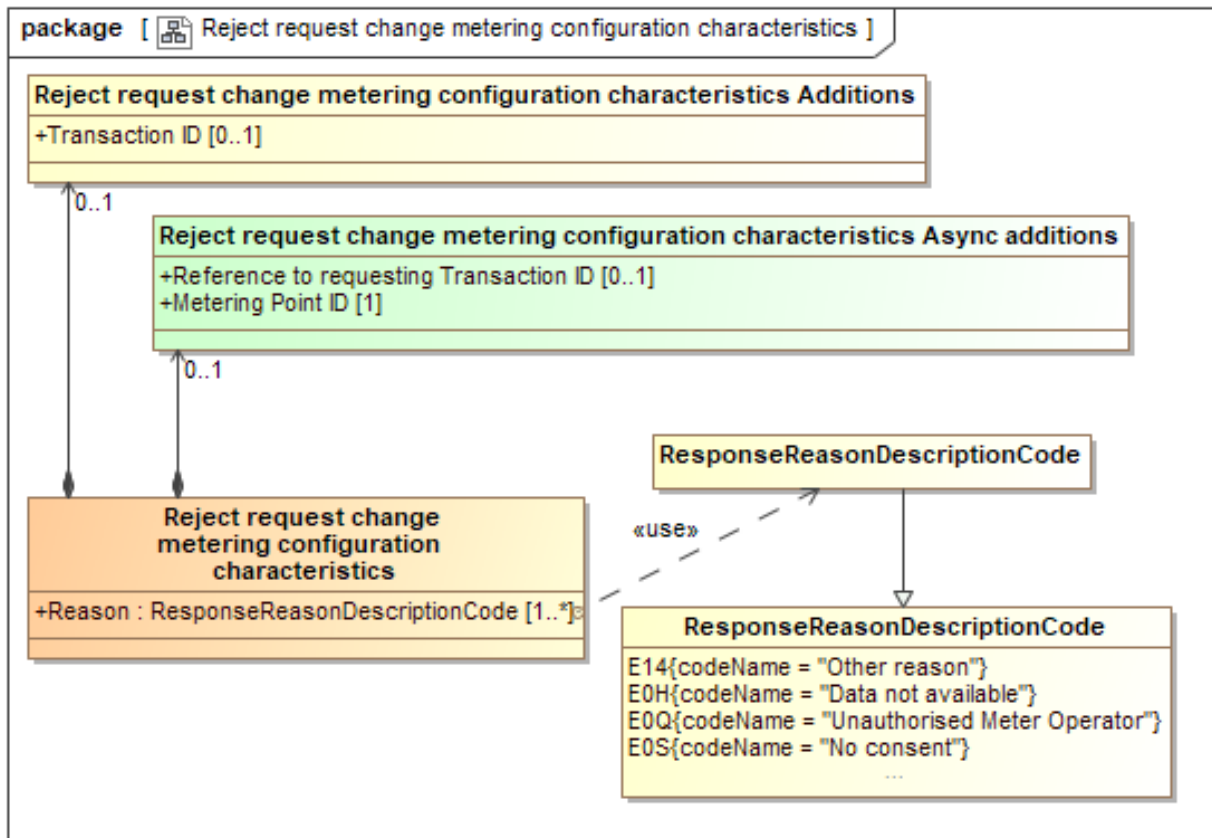 package [ Reject request change metering configuration characteristics ]
Reject request change metering configuration characteristics Additions
+Transaction ID [0..1]
0..1
Reject request change metering configuration characteristics Async additions
+Reference to requesting Transaction ID [0..1]
+Metering Point ID [1]
0..1
ResponseReasonDescriptionCode
«use»
Reject request change
metering configuration
characteristics
+Reason : ResponseReasonDescriptionCode [1..*]
ResponseReasonDescriptionCode
E14{codeName = "Other reason"}
E0H{codeName = "Data not available"}
E0Q{codeName = "Unauthorised Meter Operator"}
E0S{codeName = "No consent"}
...